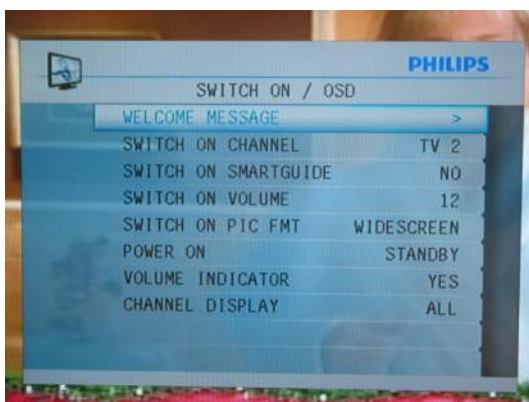 PHILIPS
SWITCH ON / OSD
WELCOME MESSAGE >
SWITCH ON CHANNEL TV 2
SWITCH ON SMARTGUIDE NO
SWITCH ON VOLUME 12
SWITCH ON PIC FMT WIDESCREEN
POWER ON STANDBY
VOLUME INDICATOR YES
CHANNEL DISPLAY ALL